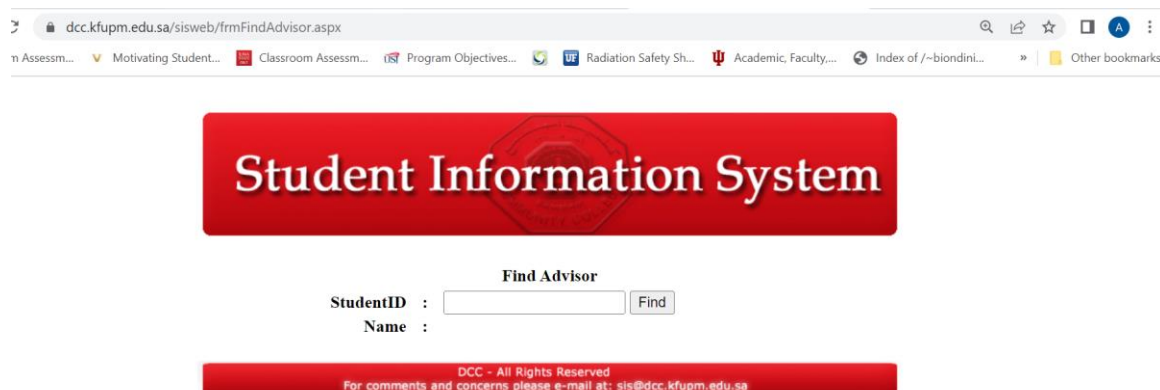 dcc.kfupm.edu.sa/sisweb/frmFindAdvisor.aspx
A
n Assessm... V Motivating Student... Classroom Assessm... Program Objectives... UF Radiation Safety Sh... Academic, Faculty,... Index of /~biondini... » Other bookmarks
Student Information System
Find Advisor
StudentID : Find
Name :
DCC - All Rights Reserved
For comments and concerns please e-mail at: sis@dcc.kfupm.edu.sa